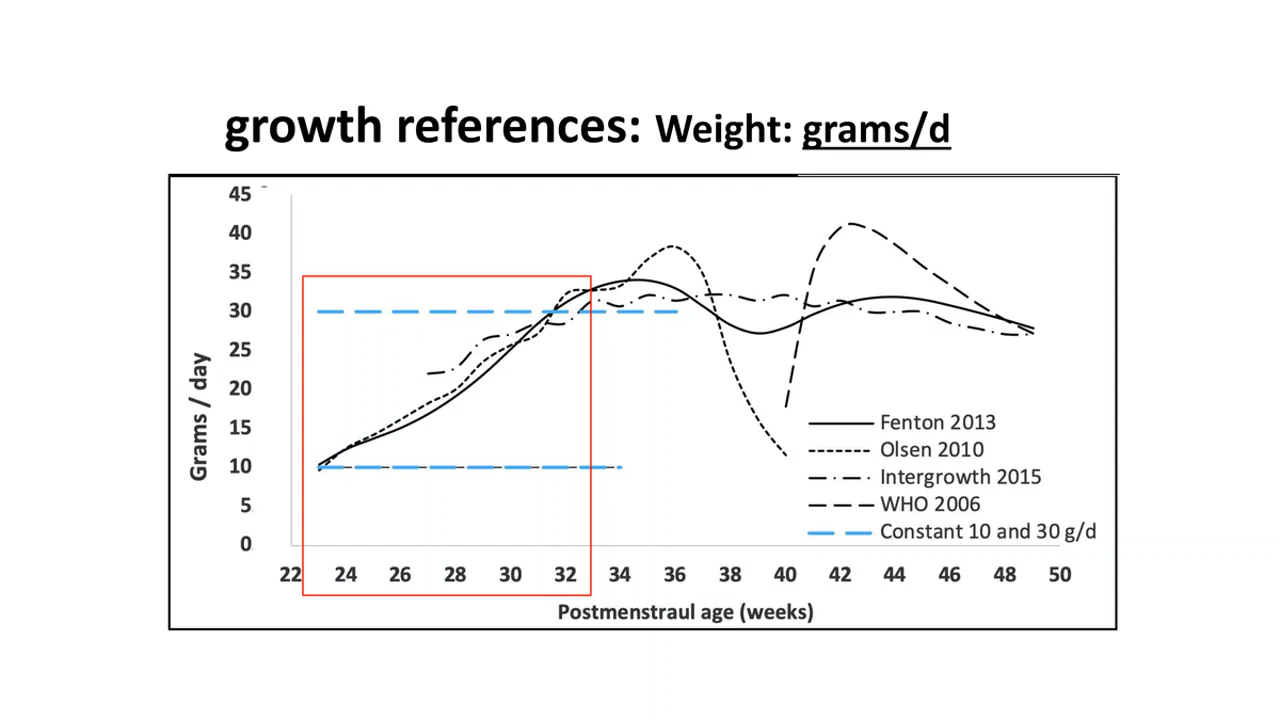 growth references: Weight: grams/d
45
40
35
30
25
20
15
10
5
0
Grams / day
Fenton 2013
Olsen 2010
Intergrowth 2015
WHO 2006
Constant 10 and 30 g/d
22 24 26 28 30 32 34 36 38 40 42 44 46 48 50
Postmenstraul age (weeks)